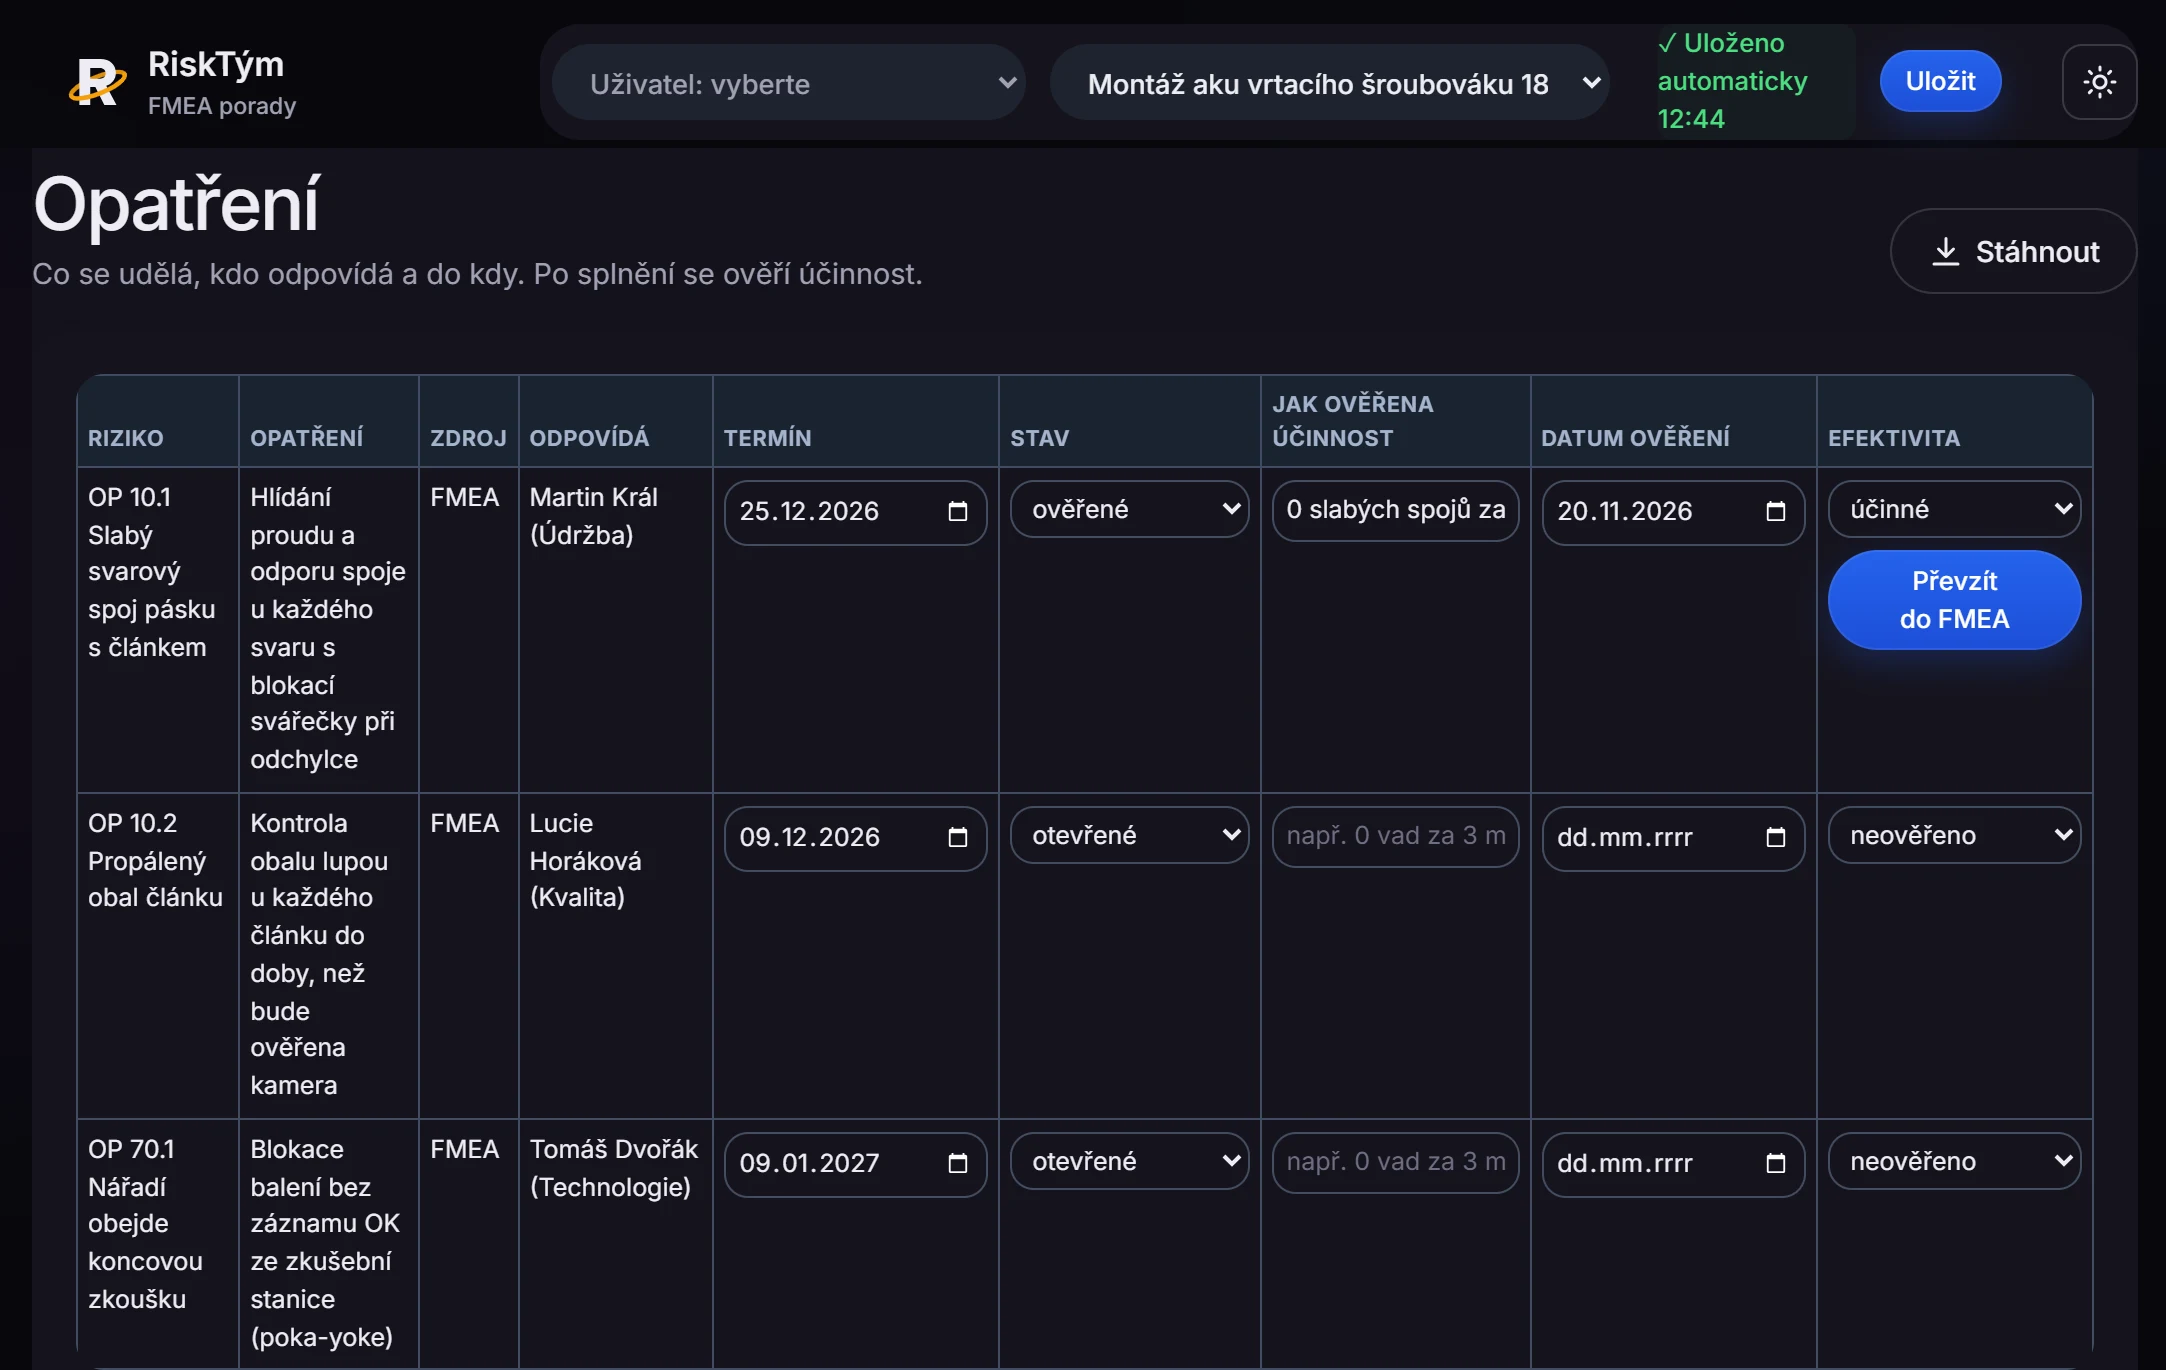 RiskTým
FMEA porady
Uživatel: vyberte
Montáž aku vrtacího šroubováku 18
✓ Uloženo
automaticky
12:44
Uložit
Opatření
Co se udělá, kdo odpovídá a do kdy. Po splnění se ověří účinnost.
Stáhnout
RIZIKO
OPATŘENÍ
ZDROJ
ODPOVÍDÁ
TERMÍN
STAV
JAK OVĚŘENA
ÚČINNOST
DATUM OVĚŘENÍ
EFEKTIVITA
OP 10.1
Slabý
svarový
spoj pásku
s článkem
Hlídání
proudu a
odporu spoje
u každého
svaru s
blokací
svářečky při
odchylce
FMEA
Martin Král
(Údržba)
25.12.2026
ověřené
0 slabých spojů za
20.11.2026
účinné
Převzít
do FMEA
OP 10.2
Propálený
obal článku
Kontrola
obalu lupou
u každého
článku do
doby, než
bude
ověřena
kamera
FMEA
Lucie
Horáková
(Kvalita)
09.12.2026
otevřené
např. 0 vad za 3 m
dd.mm.rrrr
neověřeno
OP 70.1
Nářadí
obejde
koncovou
zkoušku
Blokace
balení bez
záznamu OK
ze zkušební
stanice
(poka-yoke)
FMEA
Tomáš Dvořák
(Technologie)
09.01.2027
otevřené
např. 0 vad za 3 m
dd.mm.rrrr
neověřeno